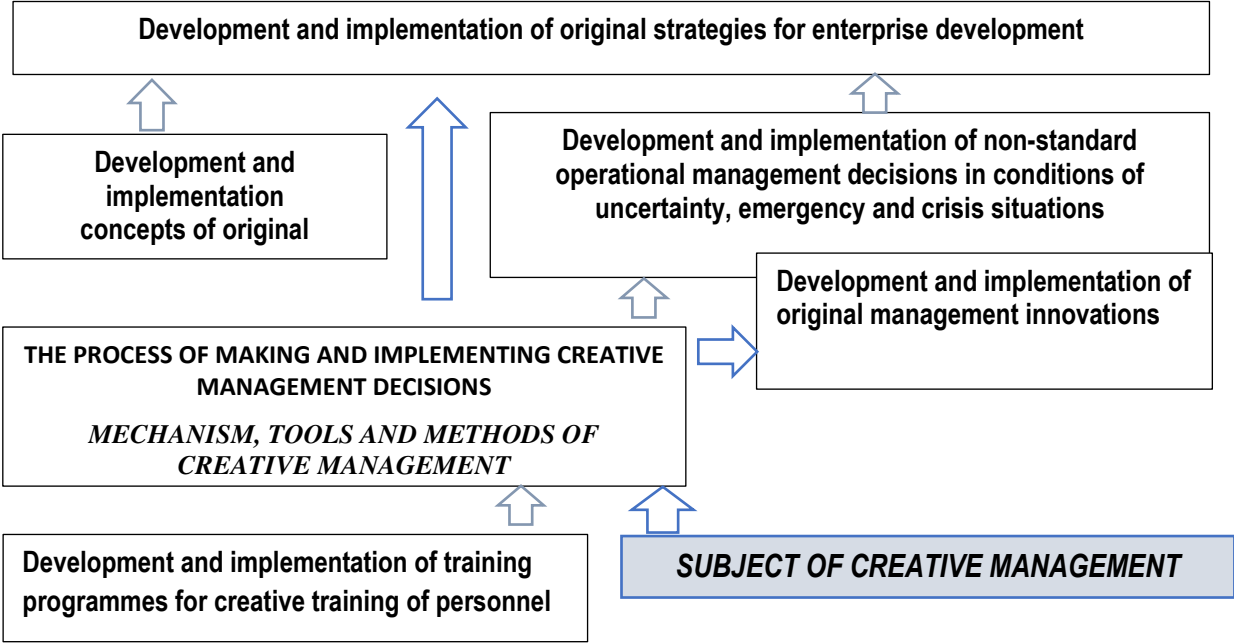 Development and implementation of original strategies for enterprise development
Development and
implementation
concepts of original
Development and implementation of non-standard
operational management decisions in conditions of
uncertainty, emergency and crisis situations
Development and implementation of
original management innovations
THE PROCESS OF MAKING AND IMPLEMENTING CREATIVE
MANAGEMENT DECISIONS
MECHANISM, TOOLS AND METHODS OF
CREATIVE MANAGEMENT
Development and implementation of training
programmes for creative training of personnel
SUBJECT OF CREATIVE MANAGEMENT